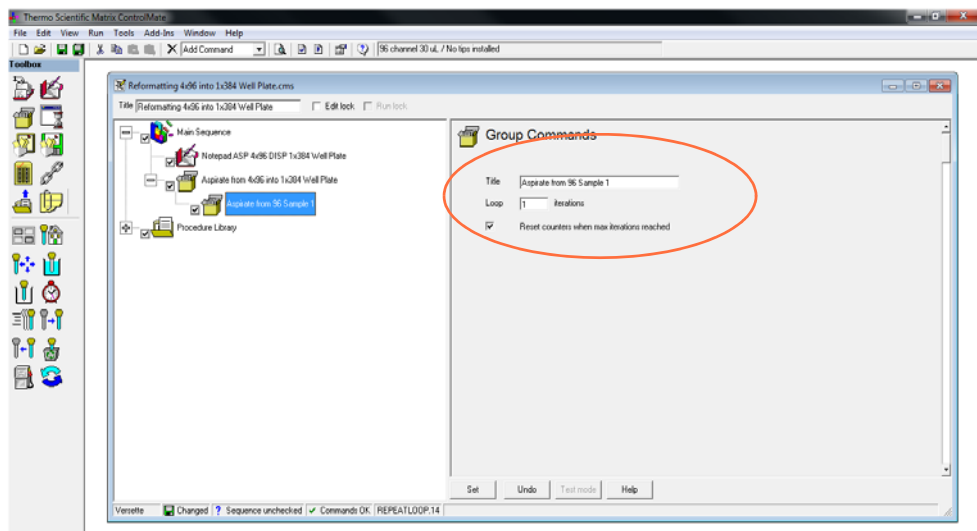 Thermo Scientific Matrix ControlMate
File Edit View Run Tools Add-Ins Window Help
Add Command 96 channel 30 uL / No tips installed
Toolbox
Reformatting 4x96 into 1x384 Well Plate.cms
Title Reformatting 4x96 into 1x384 Well Plate Edit lock Run lock
Main Sequence
Notepad ASP 4x96 DISP 1x384 Well Plate
Aspirate from 4x96 into 1x384 Well Plate
Aspirate from 96 Sample 1
Procedure Library
Group Commands
Title Aspirate from 96 Sample 1
Loop 1 iterations
Reset counters when max iterations reached
Set Undo Text mode Help
Versette Changed ? Sequence unchecked Commands OK REPEATLOOP.14